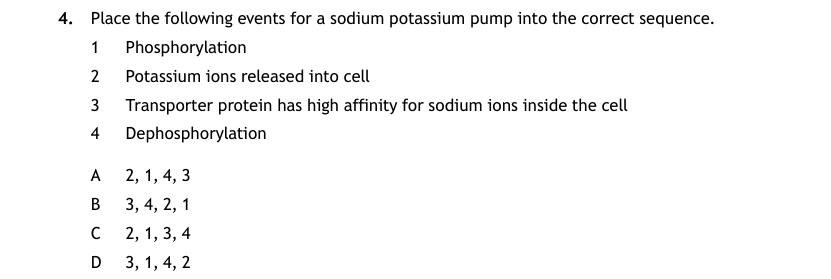 4. Place the following events for a sodium potassium pump into the correct sequence.
1 Phosphorylation
2 Potassium ions released into cell
3 Transporter protein has high affinity for sodium ions inside the cell
4 Dephosphorylation
A 2, 1, 4, 3
B 3, 4, 2, 1
C 2, 1, 3, 4
D 3, 1, 4, 2